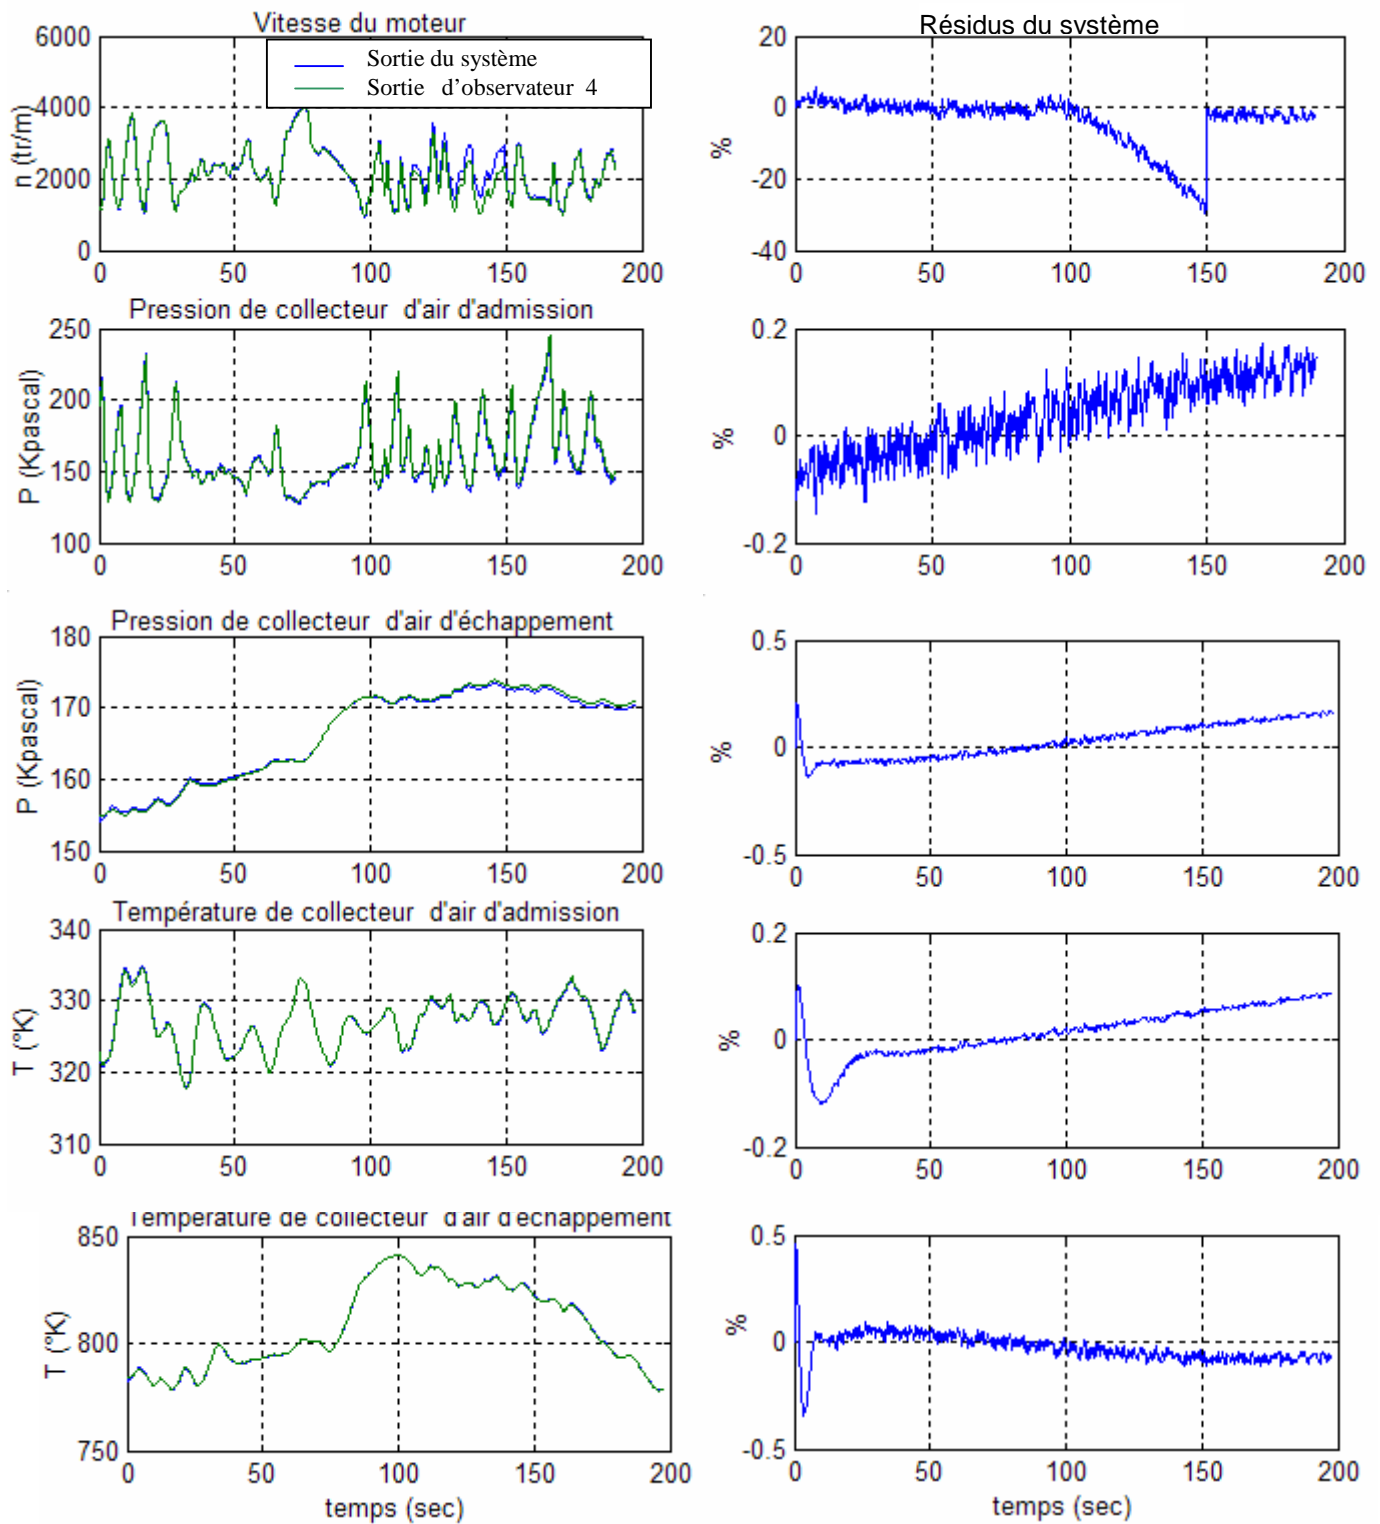 Vitesse du moteur
6000
4000
2000
0
n (tr/m)
Sortie du système
Sortie d'observateur 4
0 50 100 150 200
Résidus du système
20
0
-20
-40
%
0 50 100 150 200
Pression de collecteur d'air d'admission
250
200
150
100
P (Kpascal)
0 50 100 150 200
0.2
0
-0.2
%
0 50 100 150 200
Pression de collecteur d'air d'échappement
180
170
160
150
P (Kpascal)
0 50 100 150 200
0.5
0
-0.5
%
0 50 100 150 200
Température de collecteur d'air d'admission
340
330
320
310
T (°K)
0 50 100 150 200
0.2
0
-0.2
%
0 50 100 150 200
Température de collecteur d'air d'échappement
850
800
750
T (°K)
0 50 100 150 200
temps (sec)
0.5
0
-0.5
%
0 50 100 150 200
temps (sec)